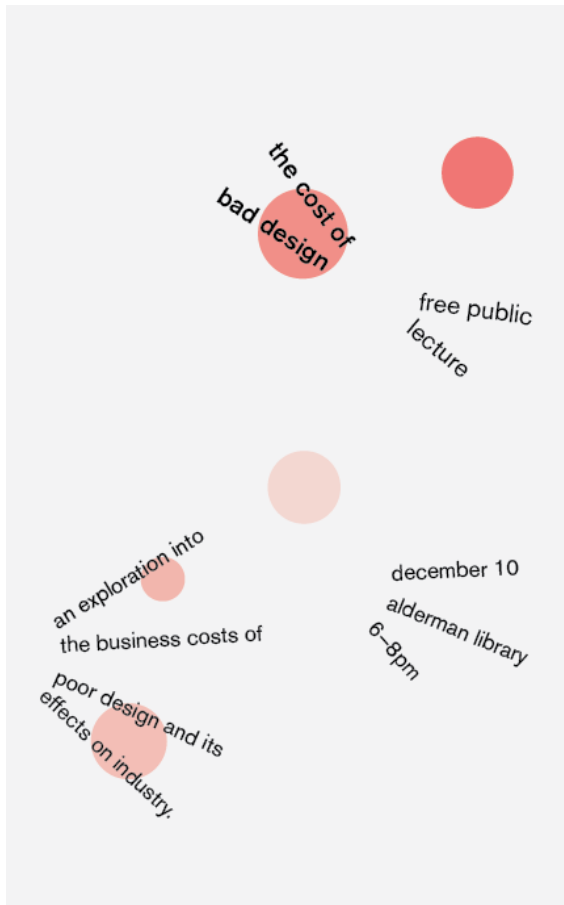 the cost of
bad design
free public
lecture
an exploration into
the business costs of
poor design and its
effects on industry.
december 10
alderman library
6–8pm